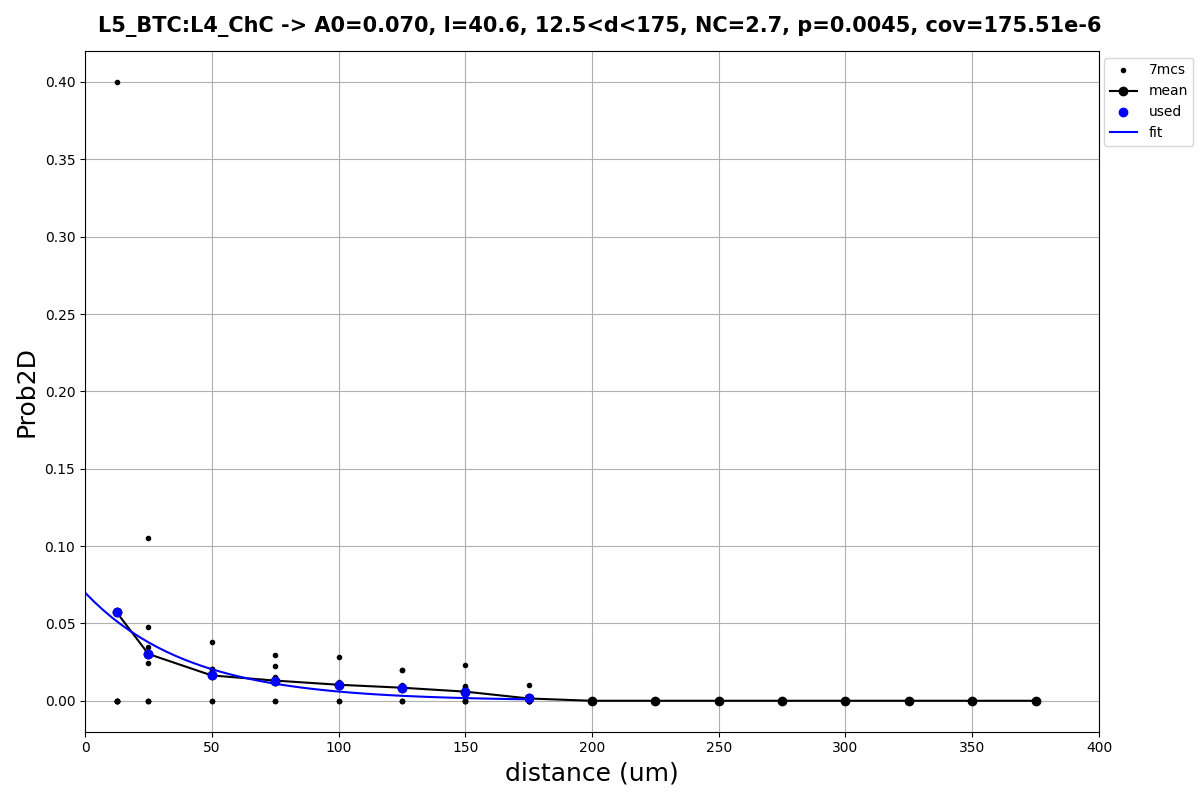 L5_BTC:L4_ChC -> A0=0.070, l=40.6, 12.5<d<175, NC=2.7, p=0.0045, cov=175.51e-6
7mcs
mean
used
fit
Prob2D
0.40
0.35
0.30
0.25
0.20
0.15
0.10
0.05
0.00
0 50 100 150 200 250 300 350 400
distance (um)